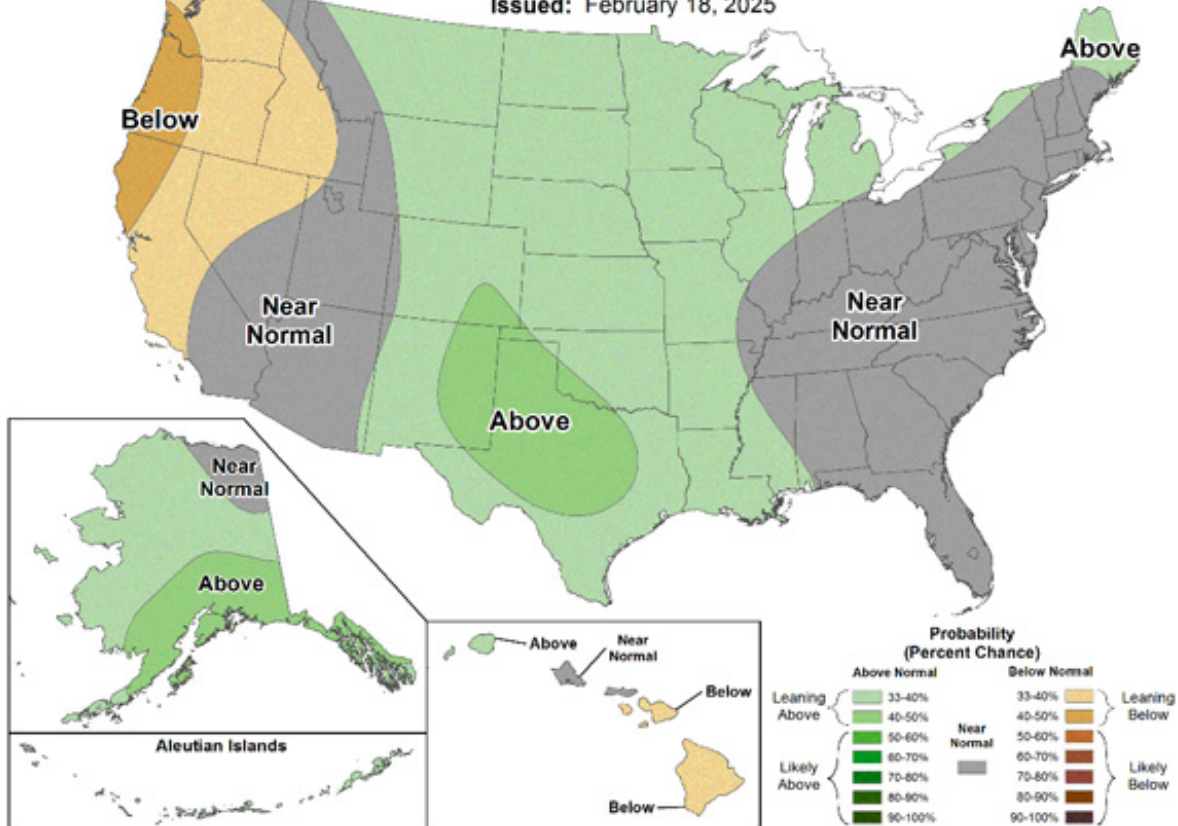 Issued: February 18, 2025
Above
Below
Near
Normal
Near
Normal
Above
Near
Normal
Above
Aleutian Islands
Above
Near
Normal
Below
Below
Probability
(Percent Chance)
Above Normal
Below Normal
Leaning
Above
33-40%
40-50%
Likely
Above
50-60%
60-70%
70-80%
80-90%
90-100%
Near
Normal
33-40%
40-50%
Leaning
Below
50-60%
60-70%
70-80%
80-90%
90-100%
Likely
Below